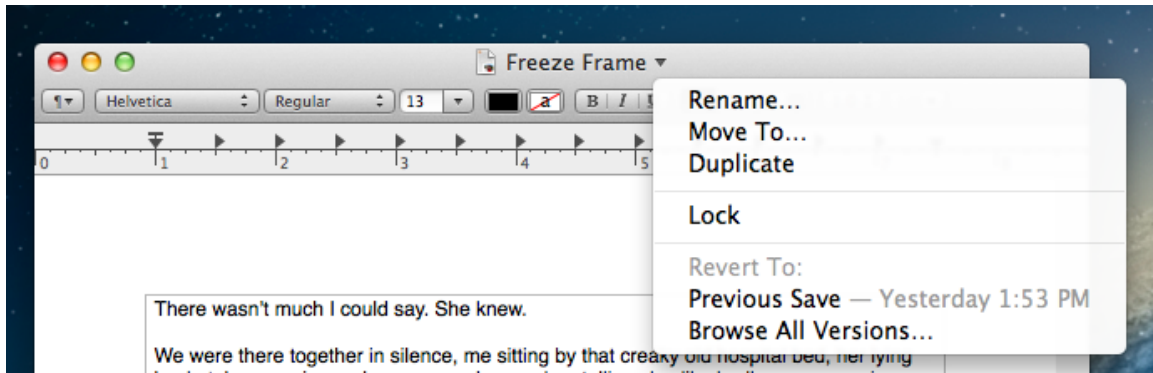 Freeze Frame
Helvetica Regular 13 a B I U
0 1 2 3 4 5
Rename...
Move To...
Duplicate
Lock
Revert To:
Previous Save — Yesterday 1:53 PM
Browse All Versions...
There wasn't much I could say. She knew.
We were there together in silence, me sitting by that creaky old hospital bed, her lying